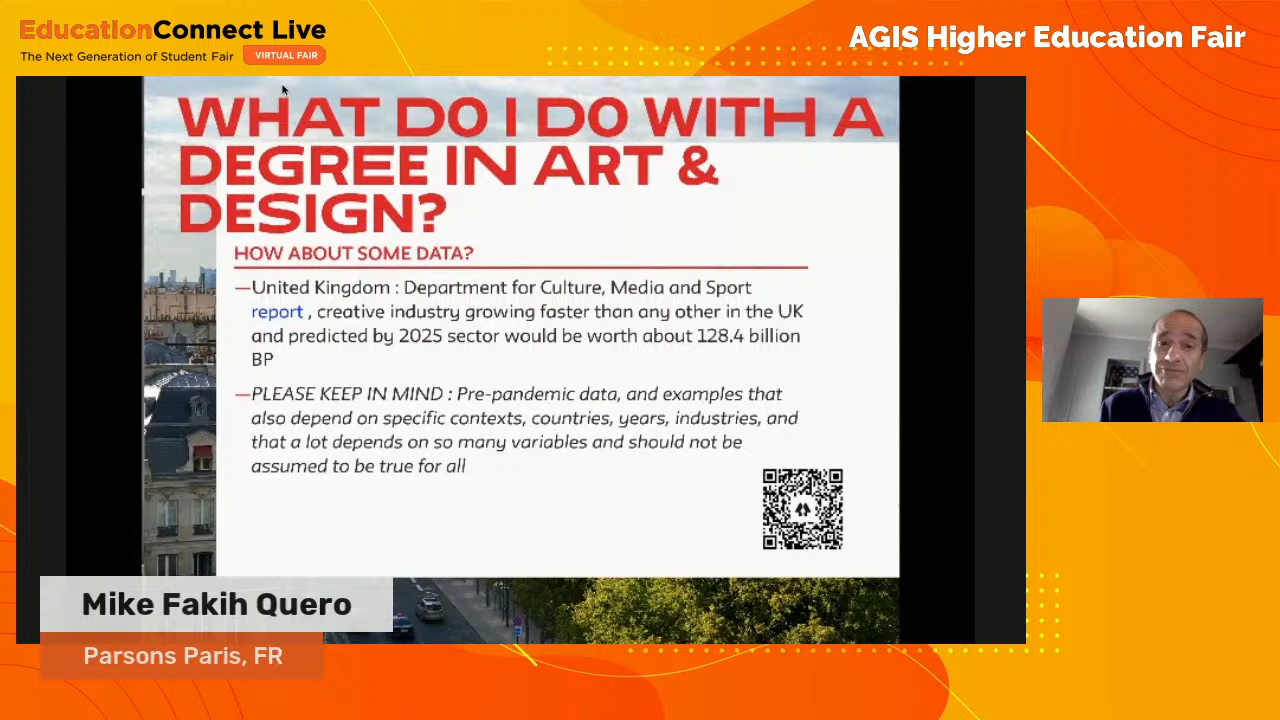 EducationConnect Live
The Next Generation of Student Fair VIRTUAL FAIR
AGIS Higher Education Fair
WHAT DO I DO WITH A
DEGREE IN ART &
DESIGN?
HOW ABOUT SOME DATA?
—United Kingdom : Department for Culture, Media and Sport
report , creative industry growing faster than any other in the UK
and predicted by 2025 sector would be worth about 128.4 billion
BP
—PLEASE KEEP IN MIND : Pre-pandemic data, and examples that
also depend on specific contexts, countries, years, industries, and
that a lot depends on so many variables and should not be
assumed to be true for all
Mike Fakih Quero
Parsons Paris, FR